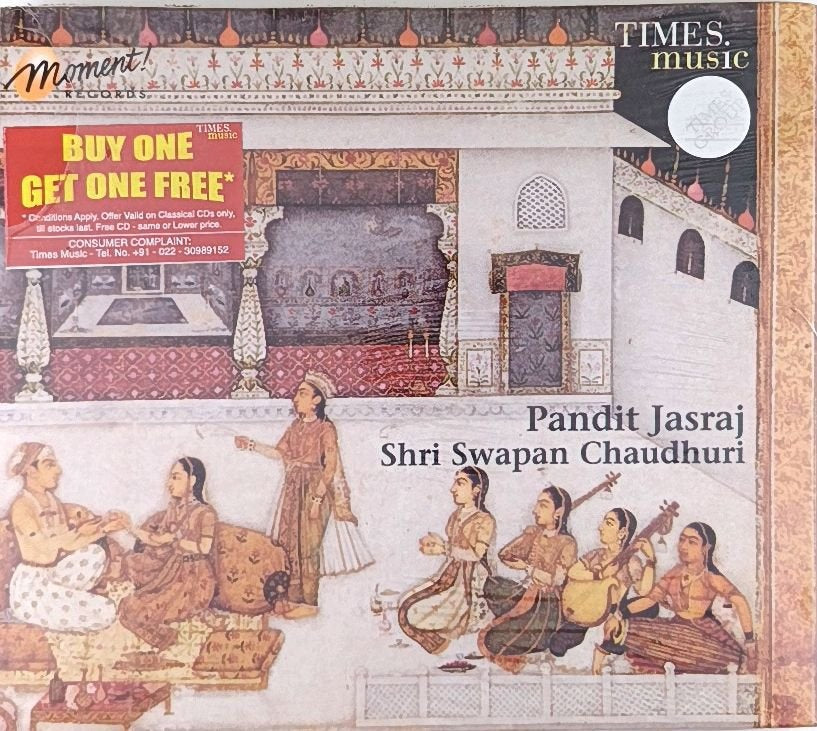 Moment!
RECORDS
TIMES.
music
TIMES
GROUP
TIMES.
music
BUY ONE
GET ONE FREE*
* Conditions Apply. Offer Valid on Classical CDs only,
till stocks last. Free CD - same or Lower price.
CONSUMER COMPLAINT:
Times Music - Tel. No. +91 - 022 - 30989152
Pandit Jasraj
Shri Swapan Chaudhuri